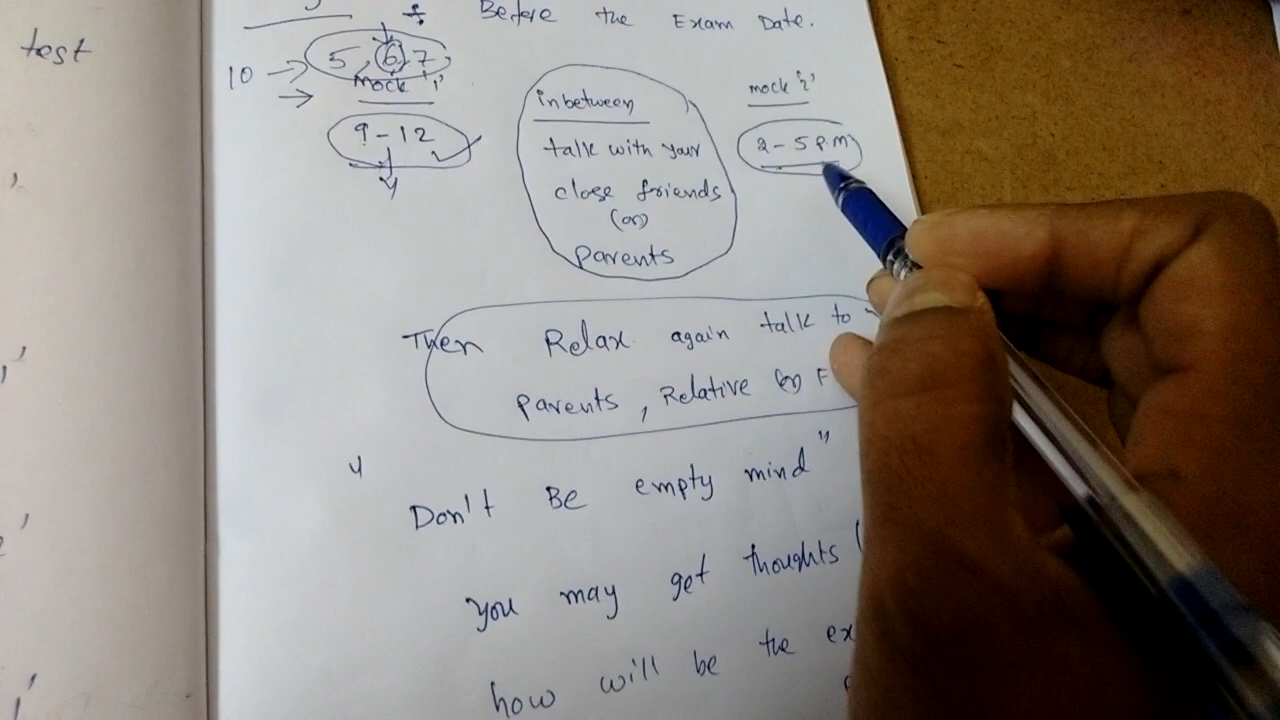 test
Before the Exam Date.
5, 6, 7,
10 →
→ mock '1'
9 - 12
inbetween
talk with your
close friends
(or)
parents
mock '2'
2 - 5 P.M
Then Relax again talk to
parents, Relative (or) F
" Don't Be empty mind "
you may get thoughts (
how will be the ex